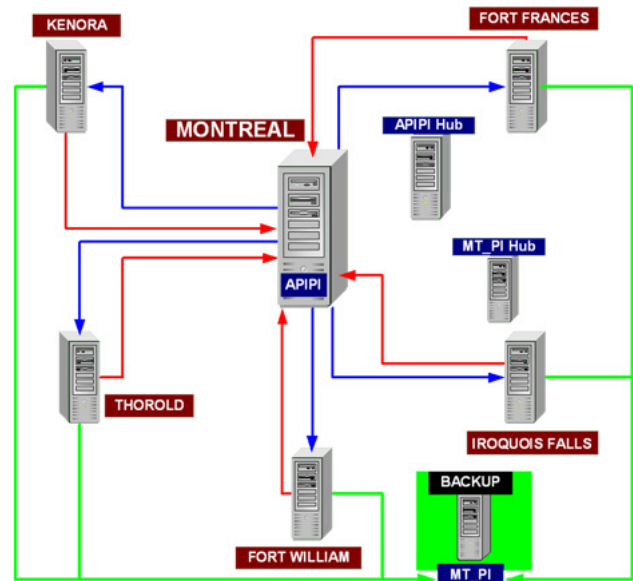 KENORA
FORT FRANCES
MONTREAL
APIPI Hub
MT_PI Hub
APIPI
THOROLD
IROQUOIS FALLS
BACKUP
FORT WILLIAM
MT_PI